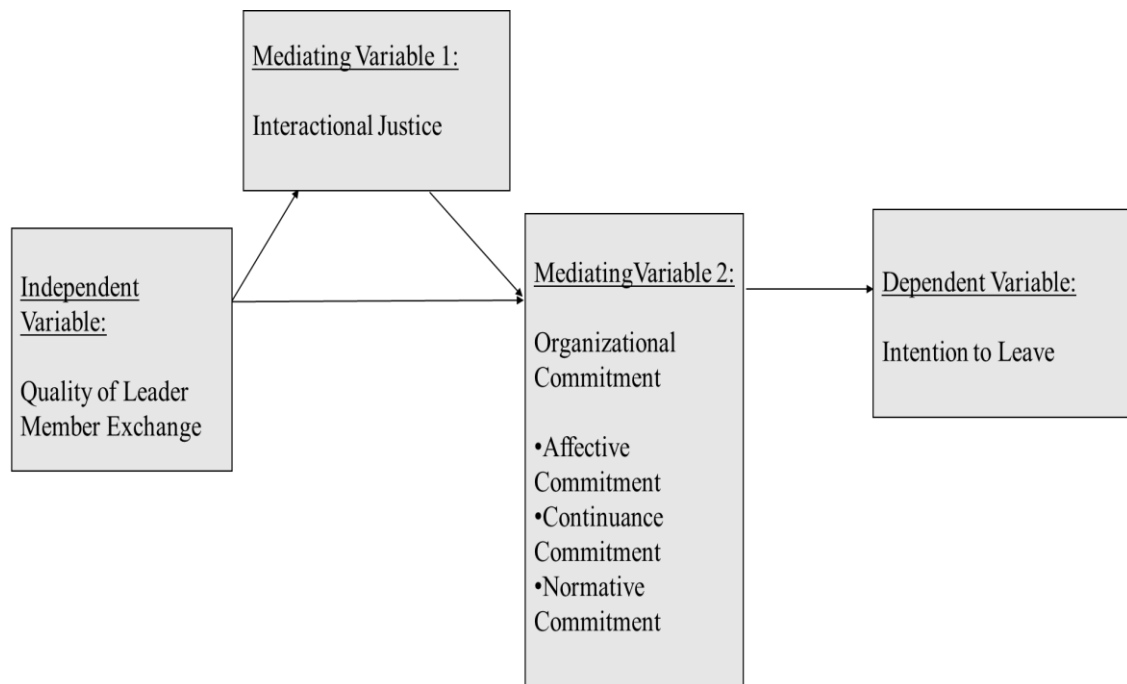 Mediating Variable 1:
Interactional Justice
Independent
Variable:
Quality of Leader
Member Exchange
MediatingVariable 2:
Organizational
Commitment
•Affective
Commitment
•Continuance
Commitment
•Normative
Commitment
Dependent Variable:
Intention to Leave